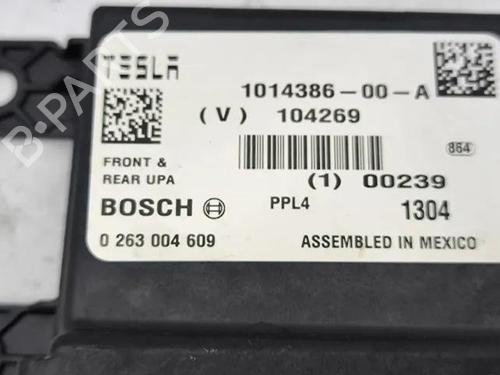 TESLA
1014386-00-A
(V) 104269
FRONT &
REAR UPA
864
(1) 00239
BOSCH
PPL4
1304
0 263 004 609
ASSEMBLED IN MEXICO
B-PARTS